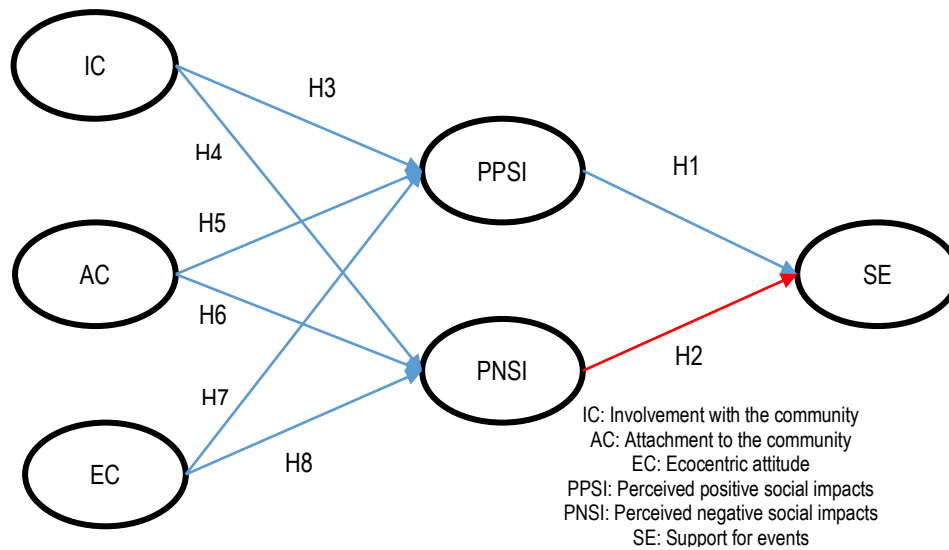 IC
H3
H4
PPSI
H1
H5
AC
SE
H6
H2
PNSI
H7
H8
EC
IC: Involvement with the community
AC: Attachment to the community
EC: Ecocentric attitude
PPSI: Perceived positive social impacts
PNSI: Perceived negative social impacts
SE: Support for events